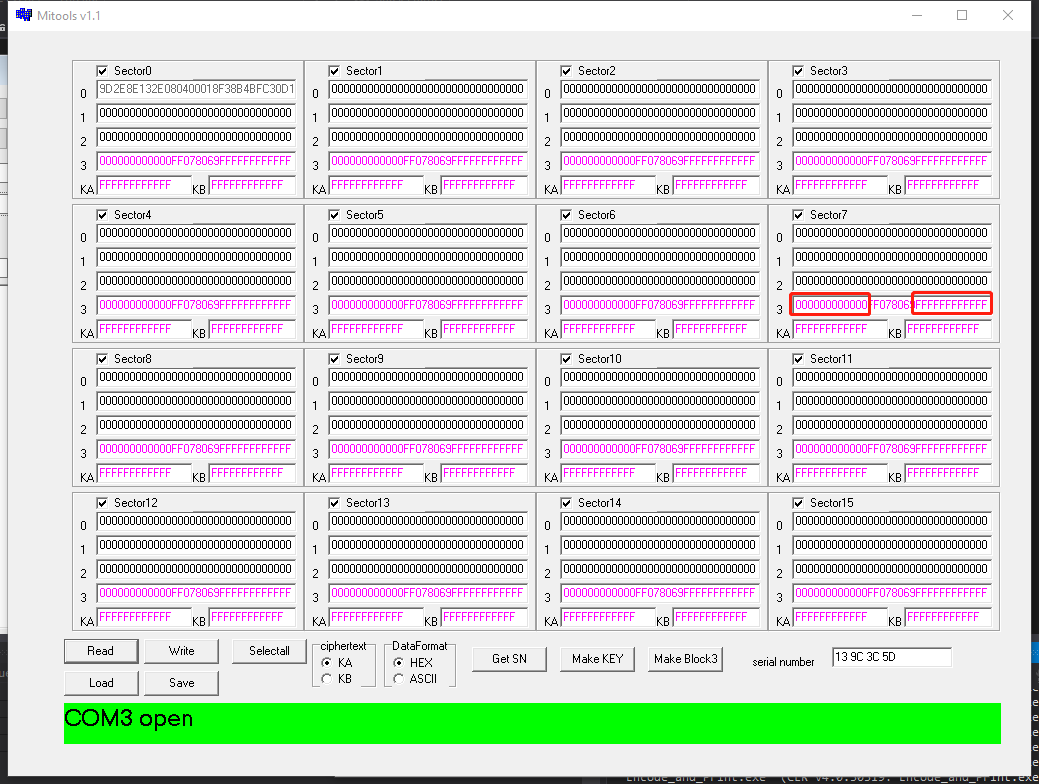 Mitools v1.1
Sector0 Sector1 Sector2 Sector3
0 9D2E8E132E080400018F38B4BFC30D1 0 00000000000000000000000000000000 0 00000000000000000000000000000000 0 00000000000000000000000000000000
1 00000000000000000000000000000000 1 00000000000000000000000000000000 1 00000000000000000000000000000000 1 00000000000000000000000000000000
2 00000000000000000000000000000000 2 00000000000000000000000000000000 2 00000000000000000000000000000000 2 00000000000000000000000000000000
3 000000000000FF078069FFFFFFFFFFFF 3 000000000000FF078069FFFFFFFFFFFF 3 000000000000FF078069FFFFFFFFFFFF 3 000000000000FF078069FFFFFFFFFFFF
KA FFFFFFFFFFFF KB FFFFFFFFFFFF KA FFFFFFFFFFFF KB FFFFFFFFFFFF KA FFFFFFFFFFFF KB FFFFFFFFFFFF KA FFFFFFFFFFFF KB FFFFFFFFFFFF
Sector4 Sector5 Sector6 Sector7
0 00000000000000000000000000000000 0 00000000000000000000000000000000 0 00000000000000000000000000000000 0 00000000000000000000000000000000
1 00000000000000000000000000000000 1 00000000000000000000000000000000 1 00000000000000000000000000000000 1 00000000000000000000000000000000
2 00000000000000000000000000000000 2 00000000000000000000000000000000 2 00000000000000000000000000000000 2 00000000000000000000000000000000
3 000000000000FF078069FFFFFFFFFFFF 3 000000000000FF078069FFFFFFFFFFFF 3 000000000000FF078069FFFFFFFFFFFF 3 000000000000FF078069FFFFFFFFFFFF
KA FFFFFFFFFFFF KB FFFFFFFFFFFF KA FFFFFFFFFFFF KB FFFFFFFFFFFF KA FFFFFFFFFFFF KB FFFFFFFFFFFF KA FFFFFFFFFFFF KB FFFFFFFFFFFF
Sector8 Sector9 Sector10 Sector11
0 00000000000000000000000000000000 0 00000000000000000000000000000000 0 00000000000000000000000000000000 0 00000000000000000000000000000000
1 00000000000000000000000000000000 1 00000000000000000000000000000000 1 00000000000000000000000000000000 1 00000000000000000000000000000000
2 00000000000000000000000000000000 2 00000000000000000000000000000000 2 00000000000000000000000000000000 2 00000000000000000000000000000000
3 000000000000FF078069FFFFFFFFFFFF 3 000000000000FF078069FFFFFFFFFFFF 3 000000000000FF078069FFFFFFFFFFFF 3 000000000000FF078069FFFFFFFFFFFF
KA FFFFFFFFFFFF KB FFFFFFFFFFFF KA FFFFFFFFFFFF KB FFFFFFFFFFFF KA FFFFFFFFFFFF KB FFFFFFFFFFFF KA FFFFFFFFFFFF KB FFFFFFFFFFFF
Sector12 Sector13 Sector14 Sector15
0 00000000000000000000000000000000 0 00000000000000000000000000000000 0 00000000000000000000000000000000 0 00000000000000000000000000000000
1 00000000000000000000000000000000 1 00000000000000000000000000000000 1 00000000000000000000000000000000 1 00000000000000000000000000000000
2 00000000000000000000000000000000 2 00000000000000000000000000000000 2 00000000000000000000000000000000 2 00000000000000000000000000000000
3 000000000000FF078069FFFFFFFFFFFF 3 000000000000FF078069FFFFFFFFFFFF 3 000000000000FF078069FFFFFFFFFFFF 3 000000000000FF078069FFFFFFFFFFFF
KA FFFFFFFFFFFF KB FFFFFFFFFFFF KA FFFFFFFFFFFF KB FFFFFFFFFFFF KA FFFFFFFFFFFF KB FFFFFFFFFFFF KA FFFFFFFFFFFF KB FFFFFFFFFFFF
Read Write Selectall ciphertext DataFormat
KA HEX Get SN Make KEY Make Block3 serial number 13 9C 3C 5D
KB ASCII
Load Save
COM3 open